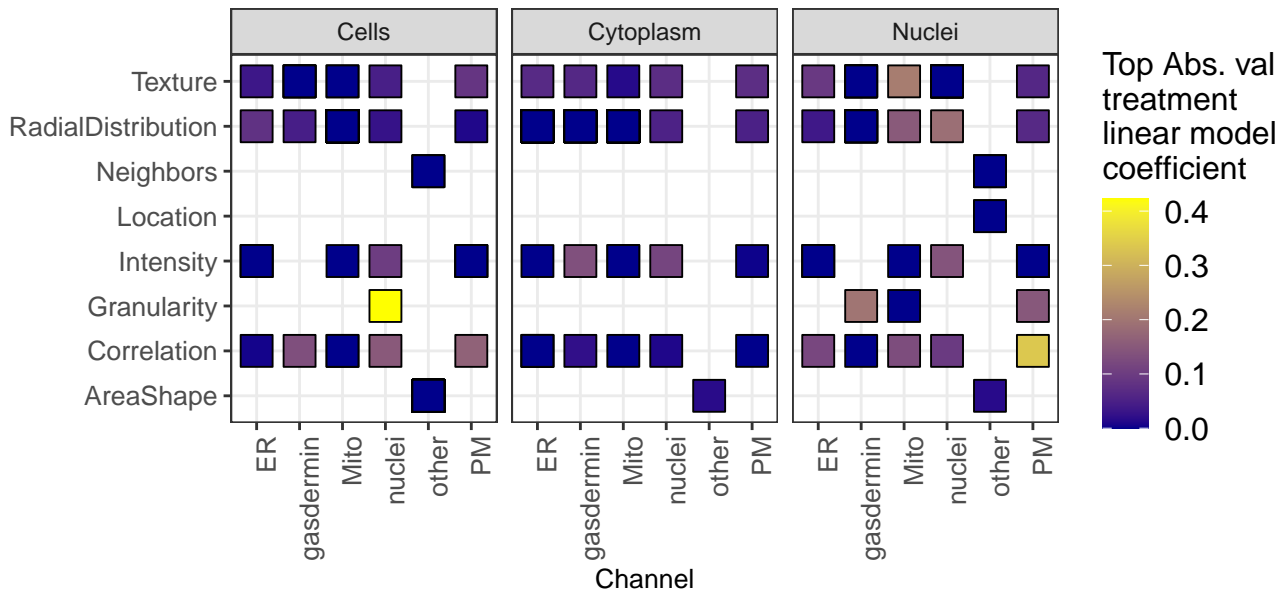 Cells
Cytoplasm
Nuclei
Texture
RadialDistribution
Neighbors
Location
Intensity
Granularity
Correlation
AreaShape
ER
gasdermin
Mito
nuclei
other
PM
ER
gasdermin
Mito
nuclei
other
PM
ER
gasdermin
Mito
nuclei
other
PM
Channel
Top Abs. val
treatment
linear model
coefficient
0.4
0.3
0.2
0.1
0.0